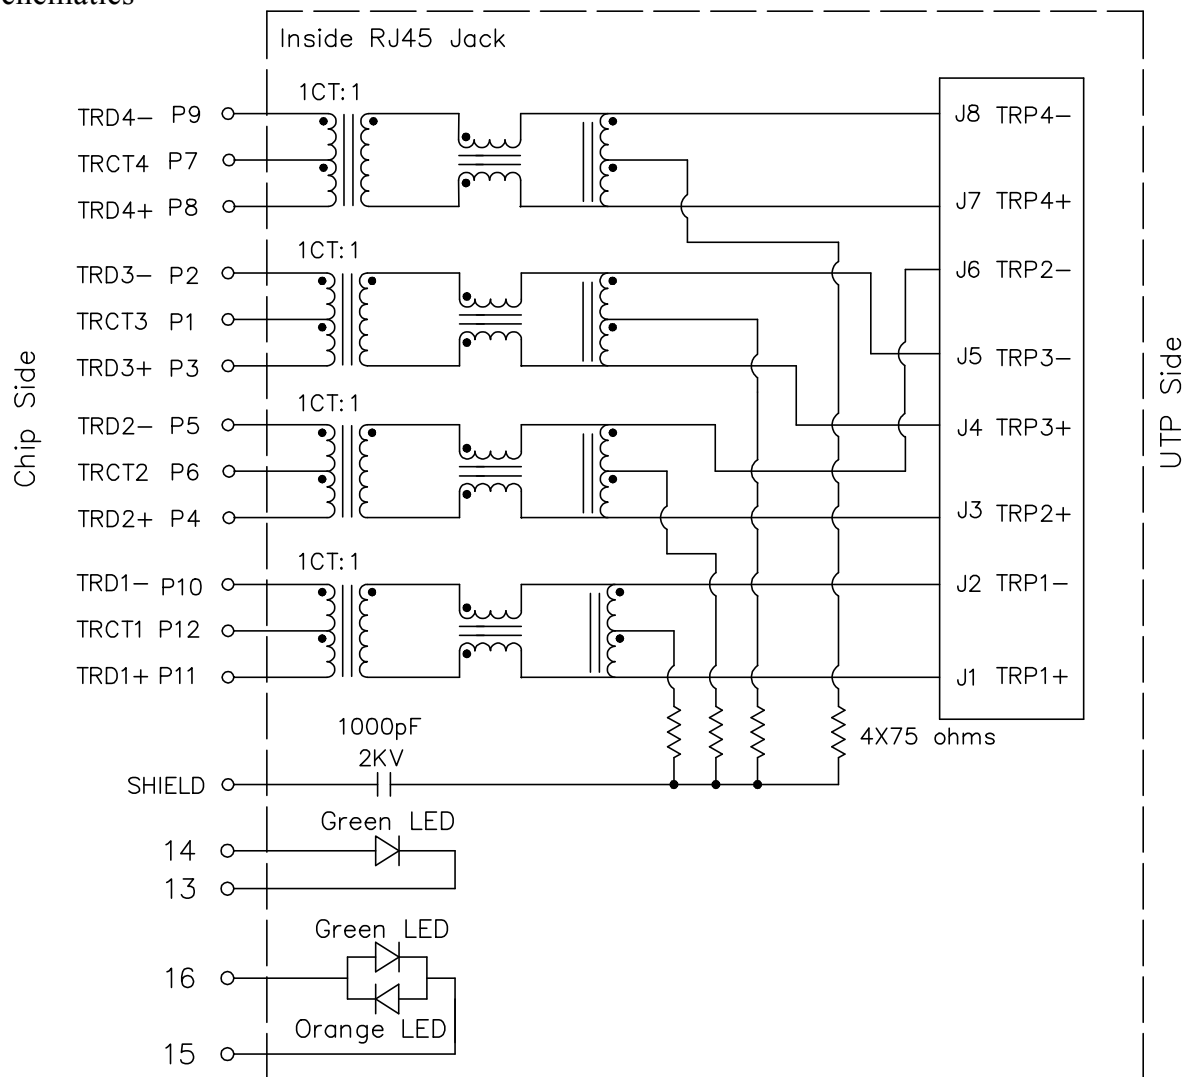 Inside RJ45 Jack
1CT:1
TRD4- P9
TRCT4 P7
TRD4+ P8
J8 TRP4-
J7 TRP4+
1CT:1
TRD3- P2
TRCT3 P1
TRD3+ P3
J6 TRP2-
J5 TRP3-
Chip Side
UTP Side
1CT:1
TRD2- P5
TRCT2 P6
TRD2+ P4
J4 TRP3+
J3 TRP2+
1CT:1
TRD1- P10
TRCT1 P12
TRD1+ P11
J2 TRP1-
J1 TRP1+
1000pF
2KV
4X75 ohms
SHIELD
Green LED
14
13
Green LED
16
Orange LED
15